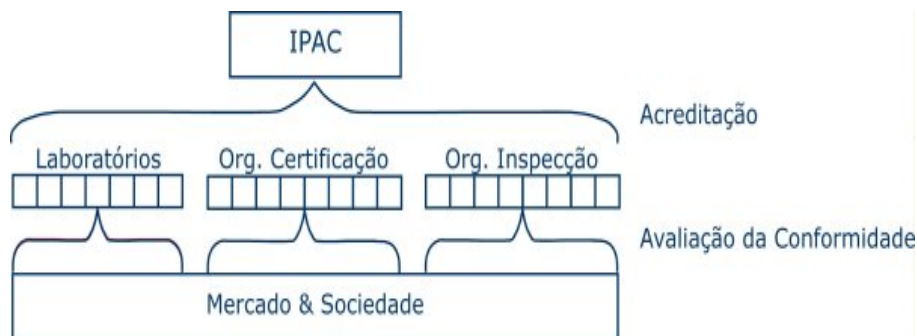 IPAC
Acreditação
Laboratórios
Org. Certificação
Org. Inspecção
Avaliação da Conformidade
Mercado & Sociedade